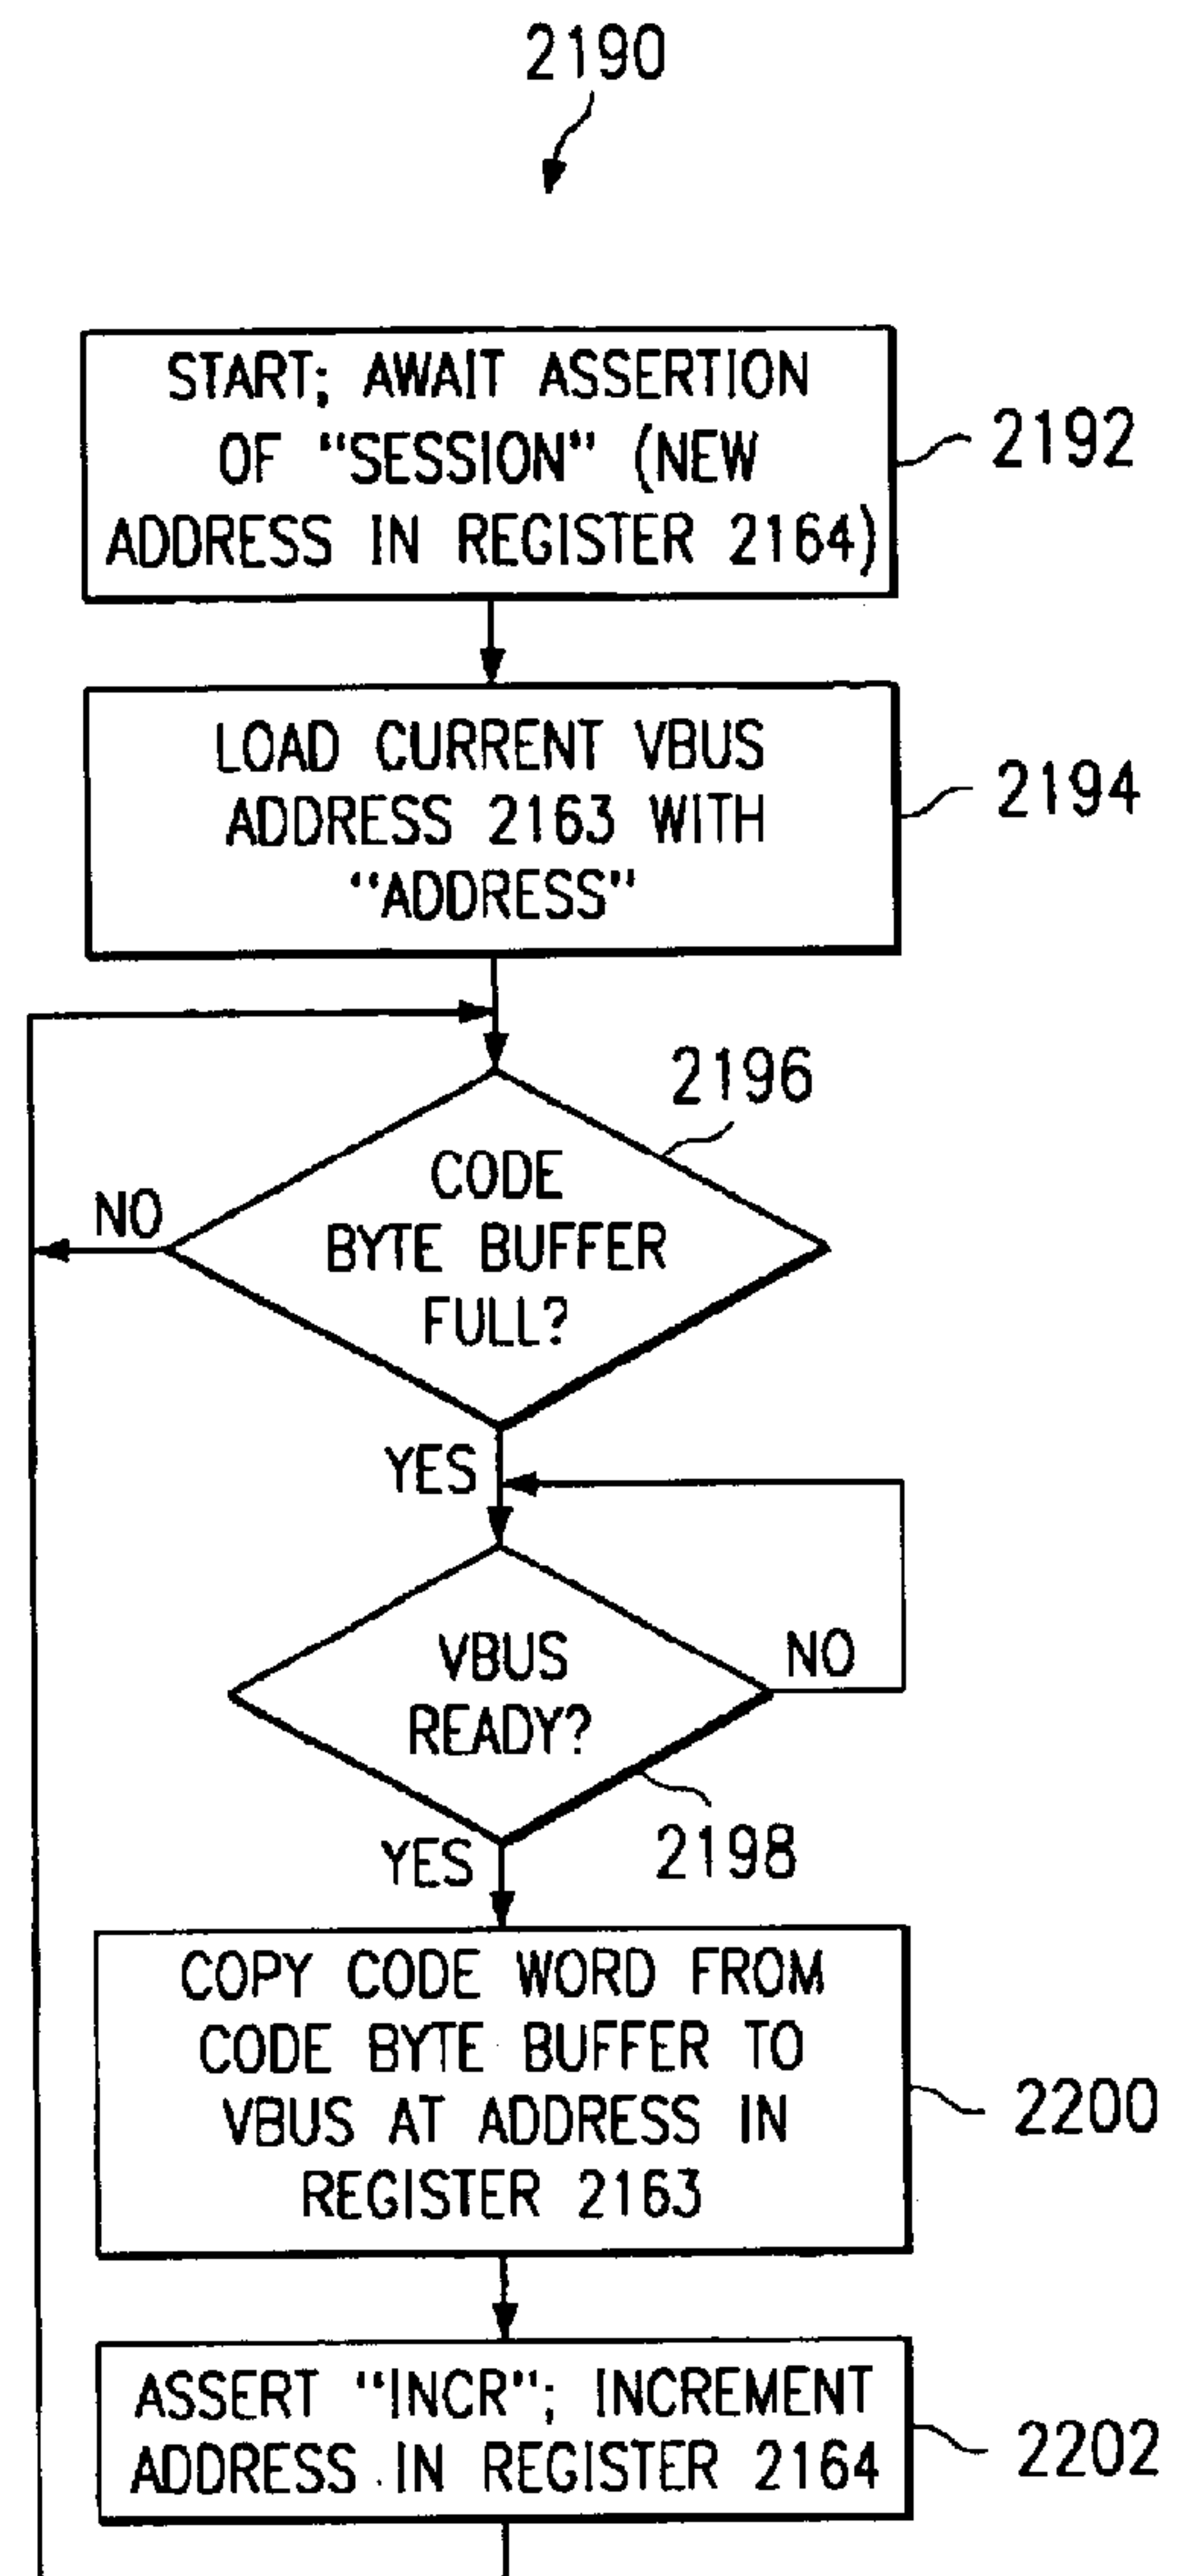 2190
START; AWAIT ASSERTION
OF "SESSION" (NEW
ADDRESS IN REGISTER 2164)
2192
LOAD CURRENT VBUS
ADDRESS 2163 WITH
"ADDRESS"
2194
2196
CODE
BYTE BUFFER
FULL?
NO
YES
VBUS
READY?
NO
2198
YES
COPY CODE WORD FROM
CODE BYTE BUFFER TO
VBUS AT ADDRESS IN
REGISTER 2163
2200
ASSERT "INCR"; INCREMENT
ADDRESS IN REGISTER 2164
2202